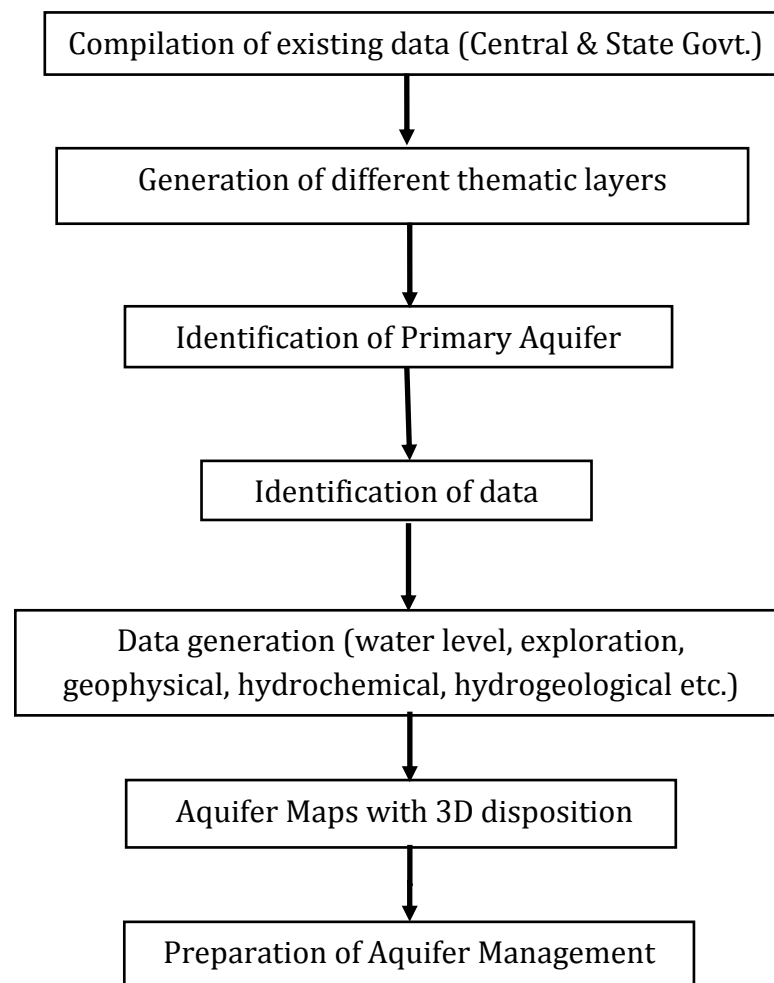 Compilation of existing data (Central & State Govt.)
Generation of different thematic layers
Identification of Primary Aquifer
Identification of data
Data generation (water level, exploration,
geophysical, hydrochemical, hydrogeological etc.)
Aquifer Maps with 3D disposition
Preparation of Aquifer Management